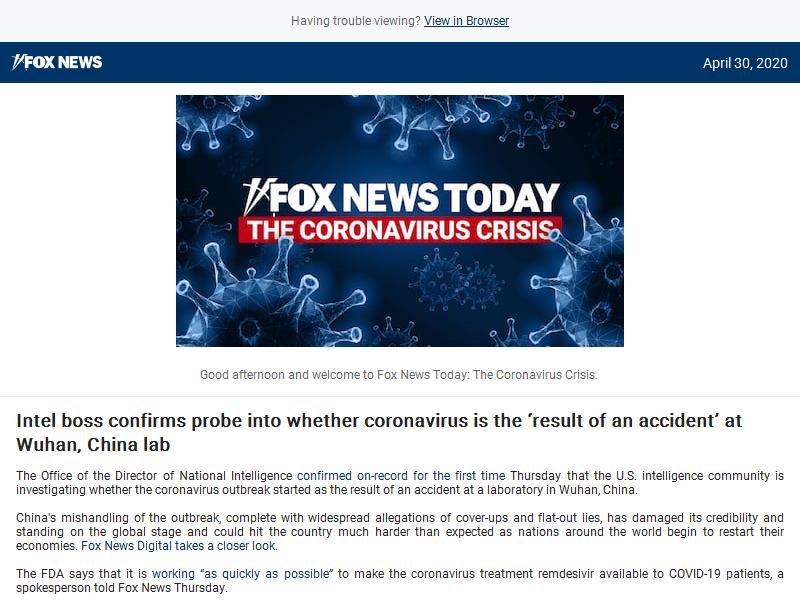 Having trouble viewing? View in Browser
FOX NEWS
April 30, 2020
FOX NEWS TODAY
THE CORONAVIRUS CRISIS
Good afternoon and welcome to Fox News Today: The Coronavirus Crisis.
Intel boss confirms probe into whether coronavirus is the ‘result of an accident’ at
Wuhan, China lab
The Office of the Director of National Intelligence confirmed on-record for the first time Thursday that the U.S. intelligence community is
investigating whether the coronavirus outbreak started as the result of an accident at a laboratory in Wuhan, China.
China's mishandling of the outbreak, complete with widespread allegations of cover-ups and flat-out lies, has damaged its credibility and
standing on the global stage and could hit the country much harder than expected as nations around the world begin to restart their
economies. Fox News Digital takes a closer look.
The FDA says that it is working “as quickly as possible” to make the coronavirus treatment remdesivir available to COVID-19 patients, a
spokesperson told Fox News Thursday.